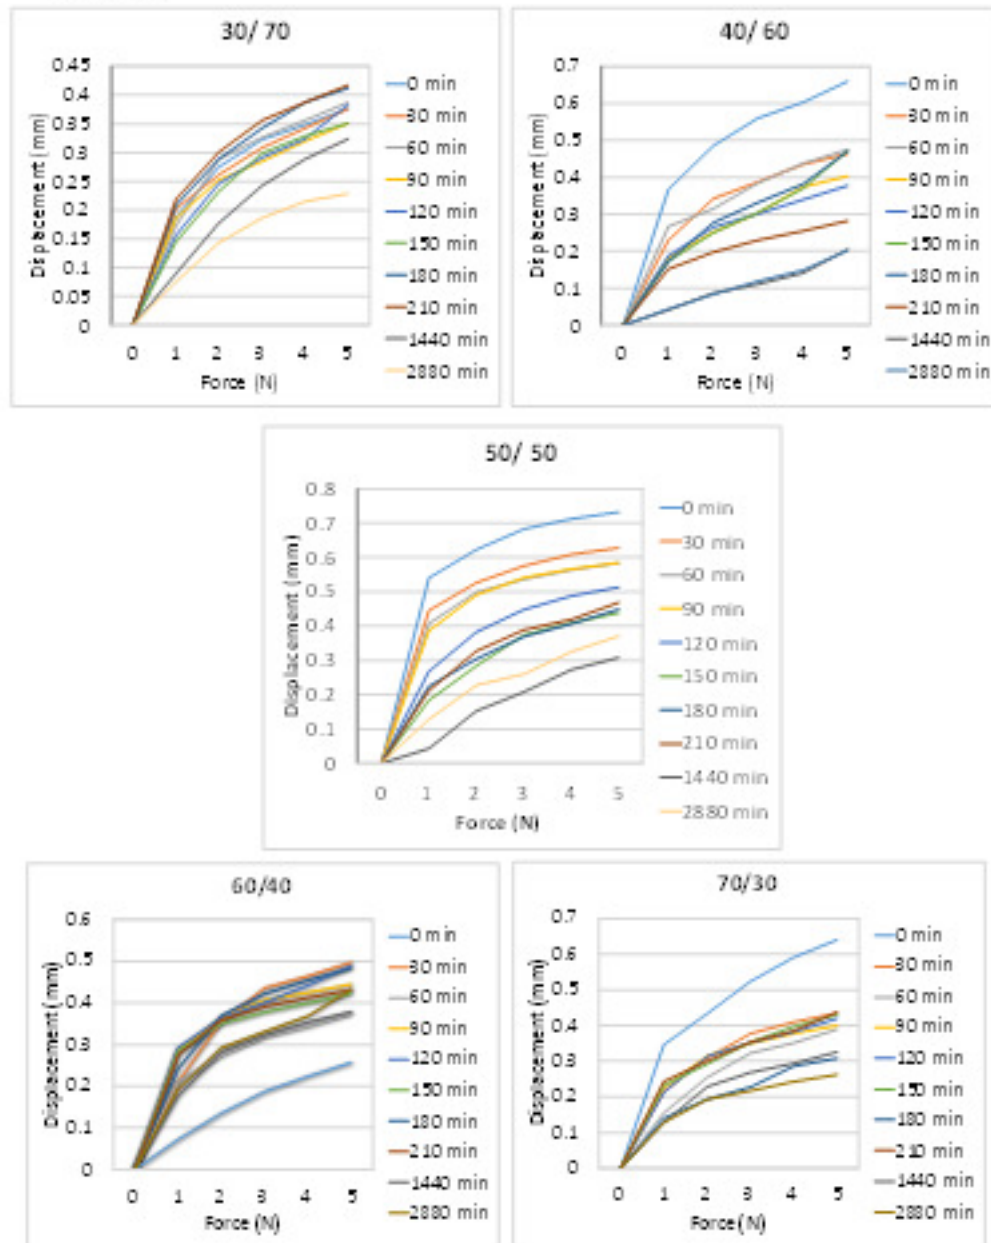 30/ 70
Displacement (mm)
0.45
0.4
0.35
0.3
0.25
0.2
0.15
0.1
0.05
0
0 1 2 3 4 5
Force (N)
0 min
30 min
60 min
90 min
120 min
150 min
180 min
210 min
1440 min
2880 min
40/ 60
Displacement (mm)
0.7
0.6
0.5
0.4
0.3
0.2
0.1
0
0 1 2 3 4 5
Force (N)
0 min
30 min
60 min
90 min
120 min
150 min
180 min
210 min
1440 min
2880 min
50/ 50
Displacement (mm)
0.8
0.7
0.6
0.5
0.4
0.3
0.2
0.1
0
0 1 2 3 4 5
Force (N)
0 min
30 min
60 min
90 min
120 min
150 min
180 min
210 min
1440 min
2880 min
60/40
Displacement (mm)
0.6
0.5
0.4
0.3
0.2
0.1
0
0 1 2 3 4 5
Force (N)
0 min
30 min
60 min
90 min
120 min
150 min
180 min
210 min
1440 min
2880 min
70/30
Displacement (mm)
0.7
0.6
0.5
0.4
0.3
0.2
0.1
0
0 1 2 3 4 5
Force (N)
0 min
30 min
60 min
90 min
120 min
150 min
180 min
210 min
1440 min
2880 min